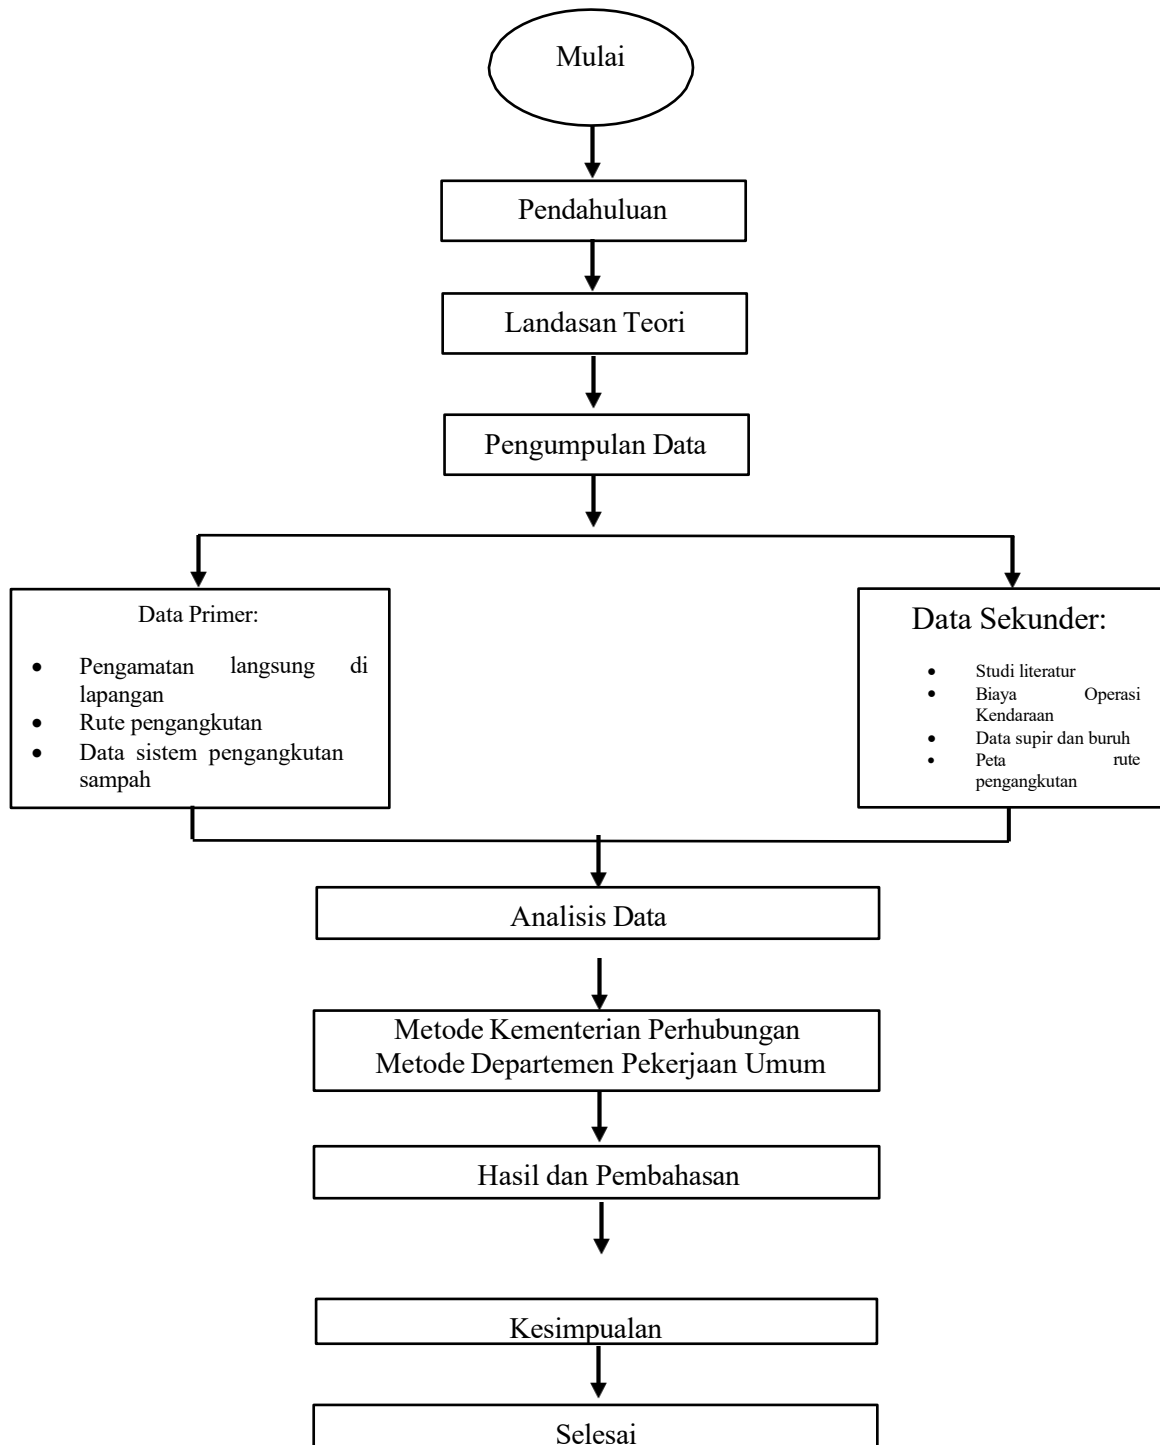 Mulai
Pendahuluan
Landasan Teori
Pengumpulan Data
Data Primer:
• Pengamatan langsung di
lapangan
• Rute pengangkutan
• Data sistem pengangkutan
sampah
Data Sekunder:
• Studi literatur
• Biaya Operasi
Kendaraan
• Data supir dan buruh
• Peta rute
pengangkutan
Analisis Data
Metode Kementerian Perhubungan
Metode Departemen Pekerjaan Umum
Hasil dan Pembahasan
Kesimpualan
Selesai